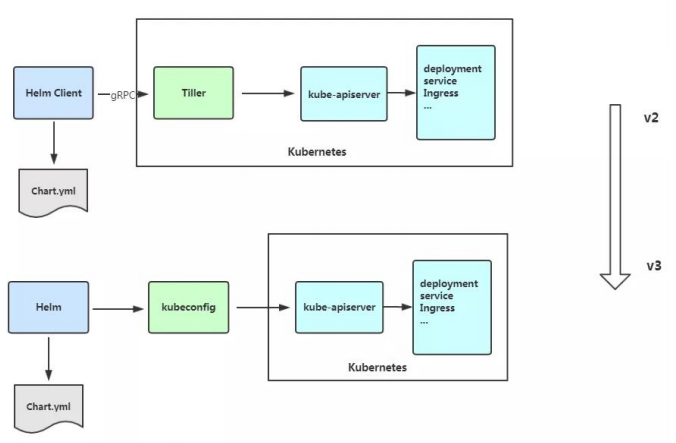 Helm Client
gRPC
Tiller
kube-apiserver
deployment
service
Ingress
...
Kubernetes
Chart.yml
v2
v3
Helm
kubeconfig
kube-apiserver
deployment
service
Ingress
...
Kubernetes
Chart.yml